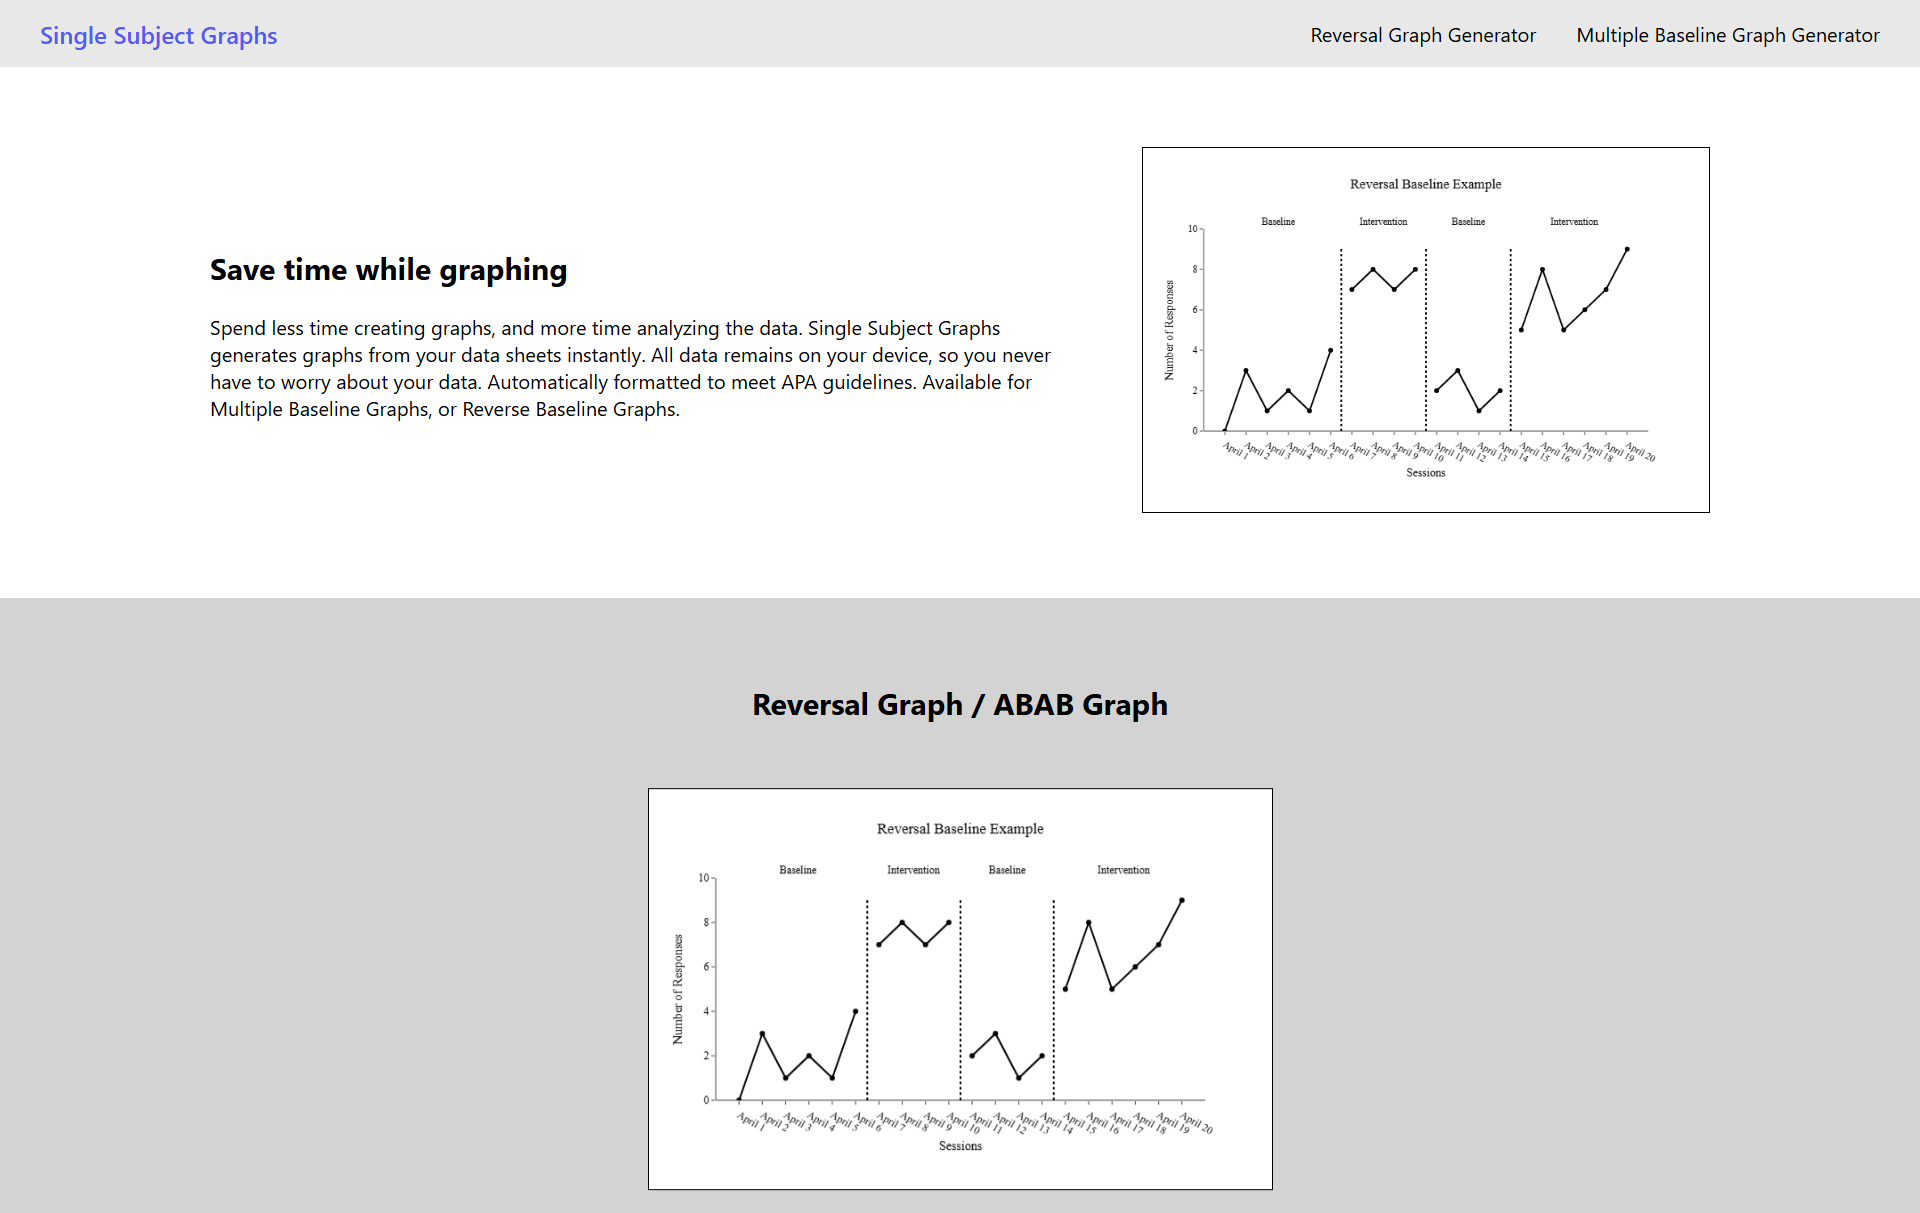 Single Subject Graphs
Reversal Graph Generator
Multiple Baseline Graph Generator
Save time while graphing
Spend less time creating graphs, and more time analyzing the data. Single Subject Graphs
generates graphs from your data sheets instantly. All data remains on your device, so you never
have to worry about your data. Automatically formatted to meet APA guidelines. Available for
Multiple Baseline Graphs, or Reverse Baseline Graphs.
Reversal Baseline Example
Baseline Intervention Baseline Intervention
Number of Responses
10
8
6
4
2
0
April 1 April 2 April 3 April 4 April 5 April 6 April 7 April 8 April 9 April 10 April 11 April 12 April 13 April 14 April 15 April 16 April 17 April 18 April 19 April 20
Sessions
Reversal Graph / ABAB Graph
Reversal Baseline Example
Baseline Intervention Baseline Intervention
Number of Responses
10
8
6
4
2
0
April 1 April 2 April 3 April 4 April 5 April 6 April 7 April 8 April 9 April 10 April 11 April 12 April 13 April 14 April 15 April 16 April 17 April 18 April 19 April 20
Sessions